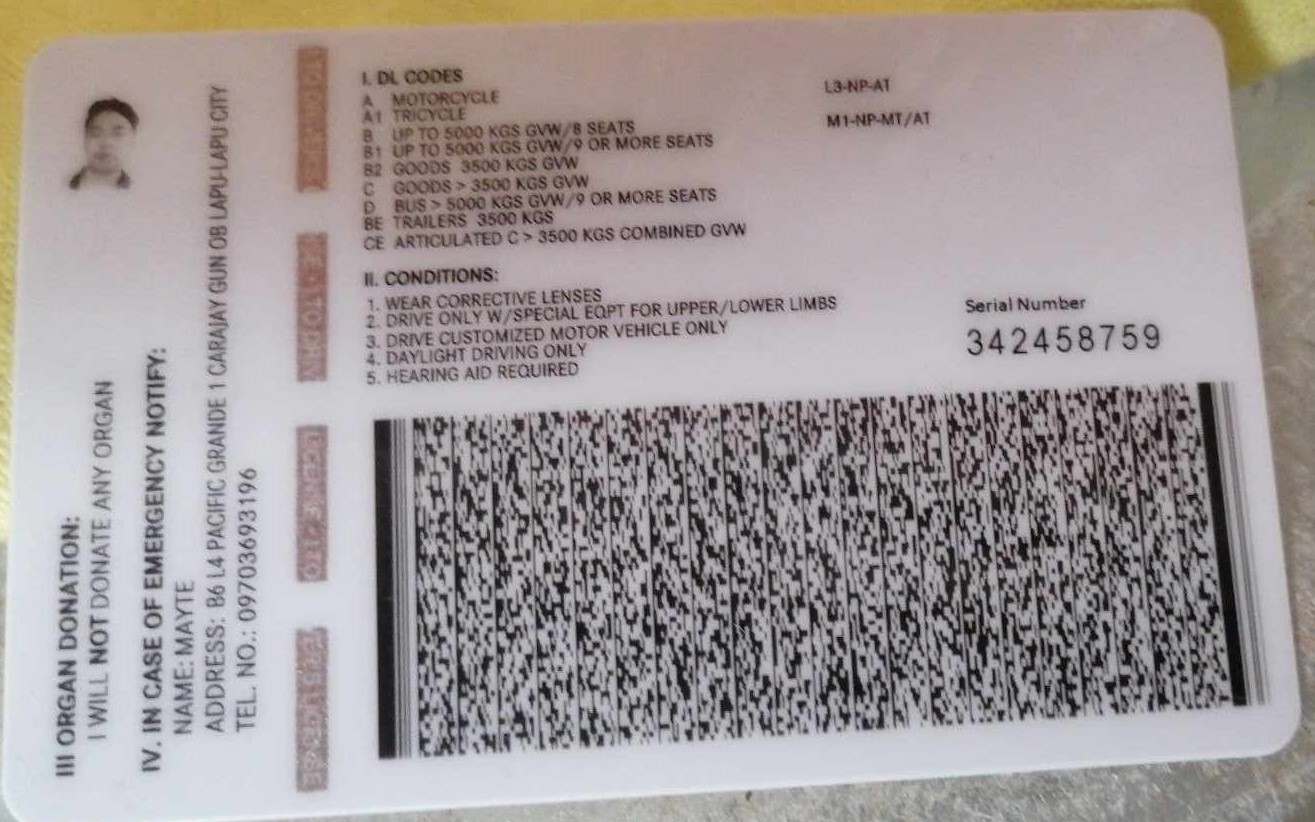 I. DL CODES
A MOTORCYCLE
A1 TRICYCLE
B UP TO 5000 KGS GVW/8 SEATS
B1 UP TO 5000 KGS GVW/9 OR MORE SEATS
B2 GOODS 3500 KGS GVW
C GOODS > 3500 KGS GVW
D BUS > 5000 KGS GVW/9 OR MORE SEATS
BE TRAILERS 3500 KGS
CE ARTICULATED C > 3500 KGS COMBINED GVW
L3-NP-AT
M1-NP-MT/AT
II. CONDITIONS:
1. WEAR CORRECTIVE LENSES
2. DRIVE ONLY W/SPECIAL EQPT FOR UPPER/LOWER LIMBS
3. DRIVE CUSTOMIZED MOTOR VEHICLE ONLY
4. DAYLIGHT DRIVING ONLY
5. HEARING AID REQUIRED
Serial Number
342458759
III ORGAN DONATION:
I WILL NOT DONATE ANY ORGAN
IV. IN CASE OF EMERGENCY NOTIFY:
NAME: MAYTE
ADDRESS: B6 L4 PACIFIC GRANDE 1 CARAJAY GUN OB LAPU-LAPU CITY
TEL. NO.: 09703693196